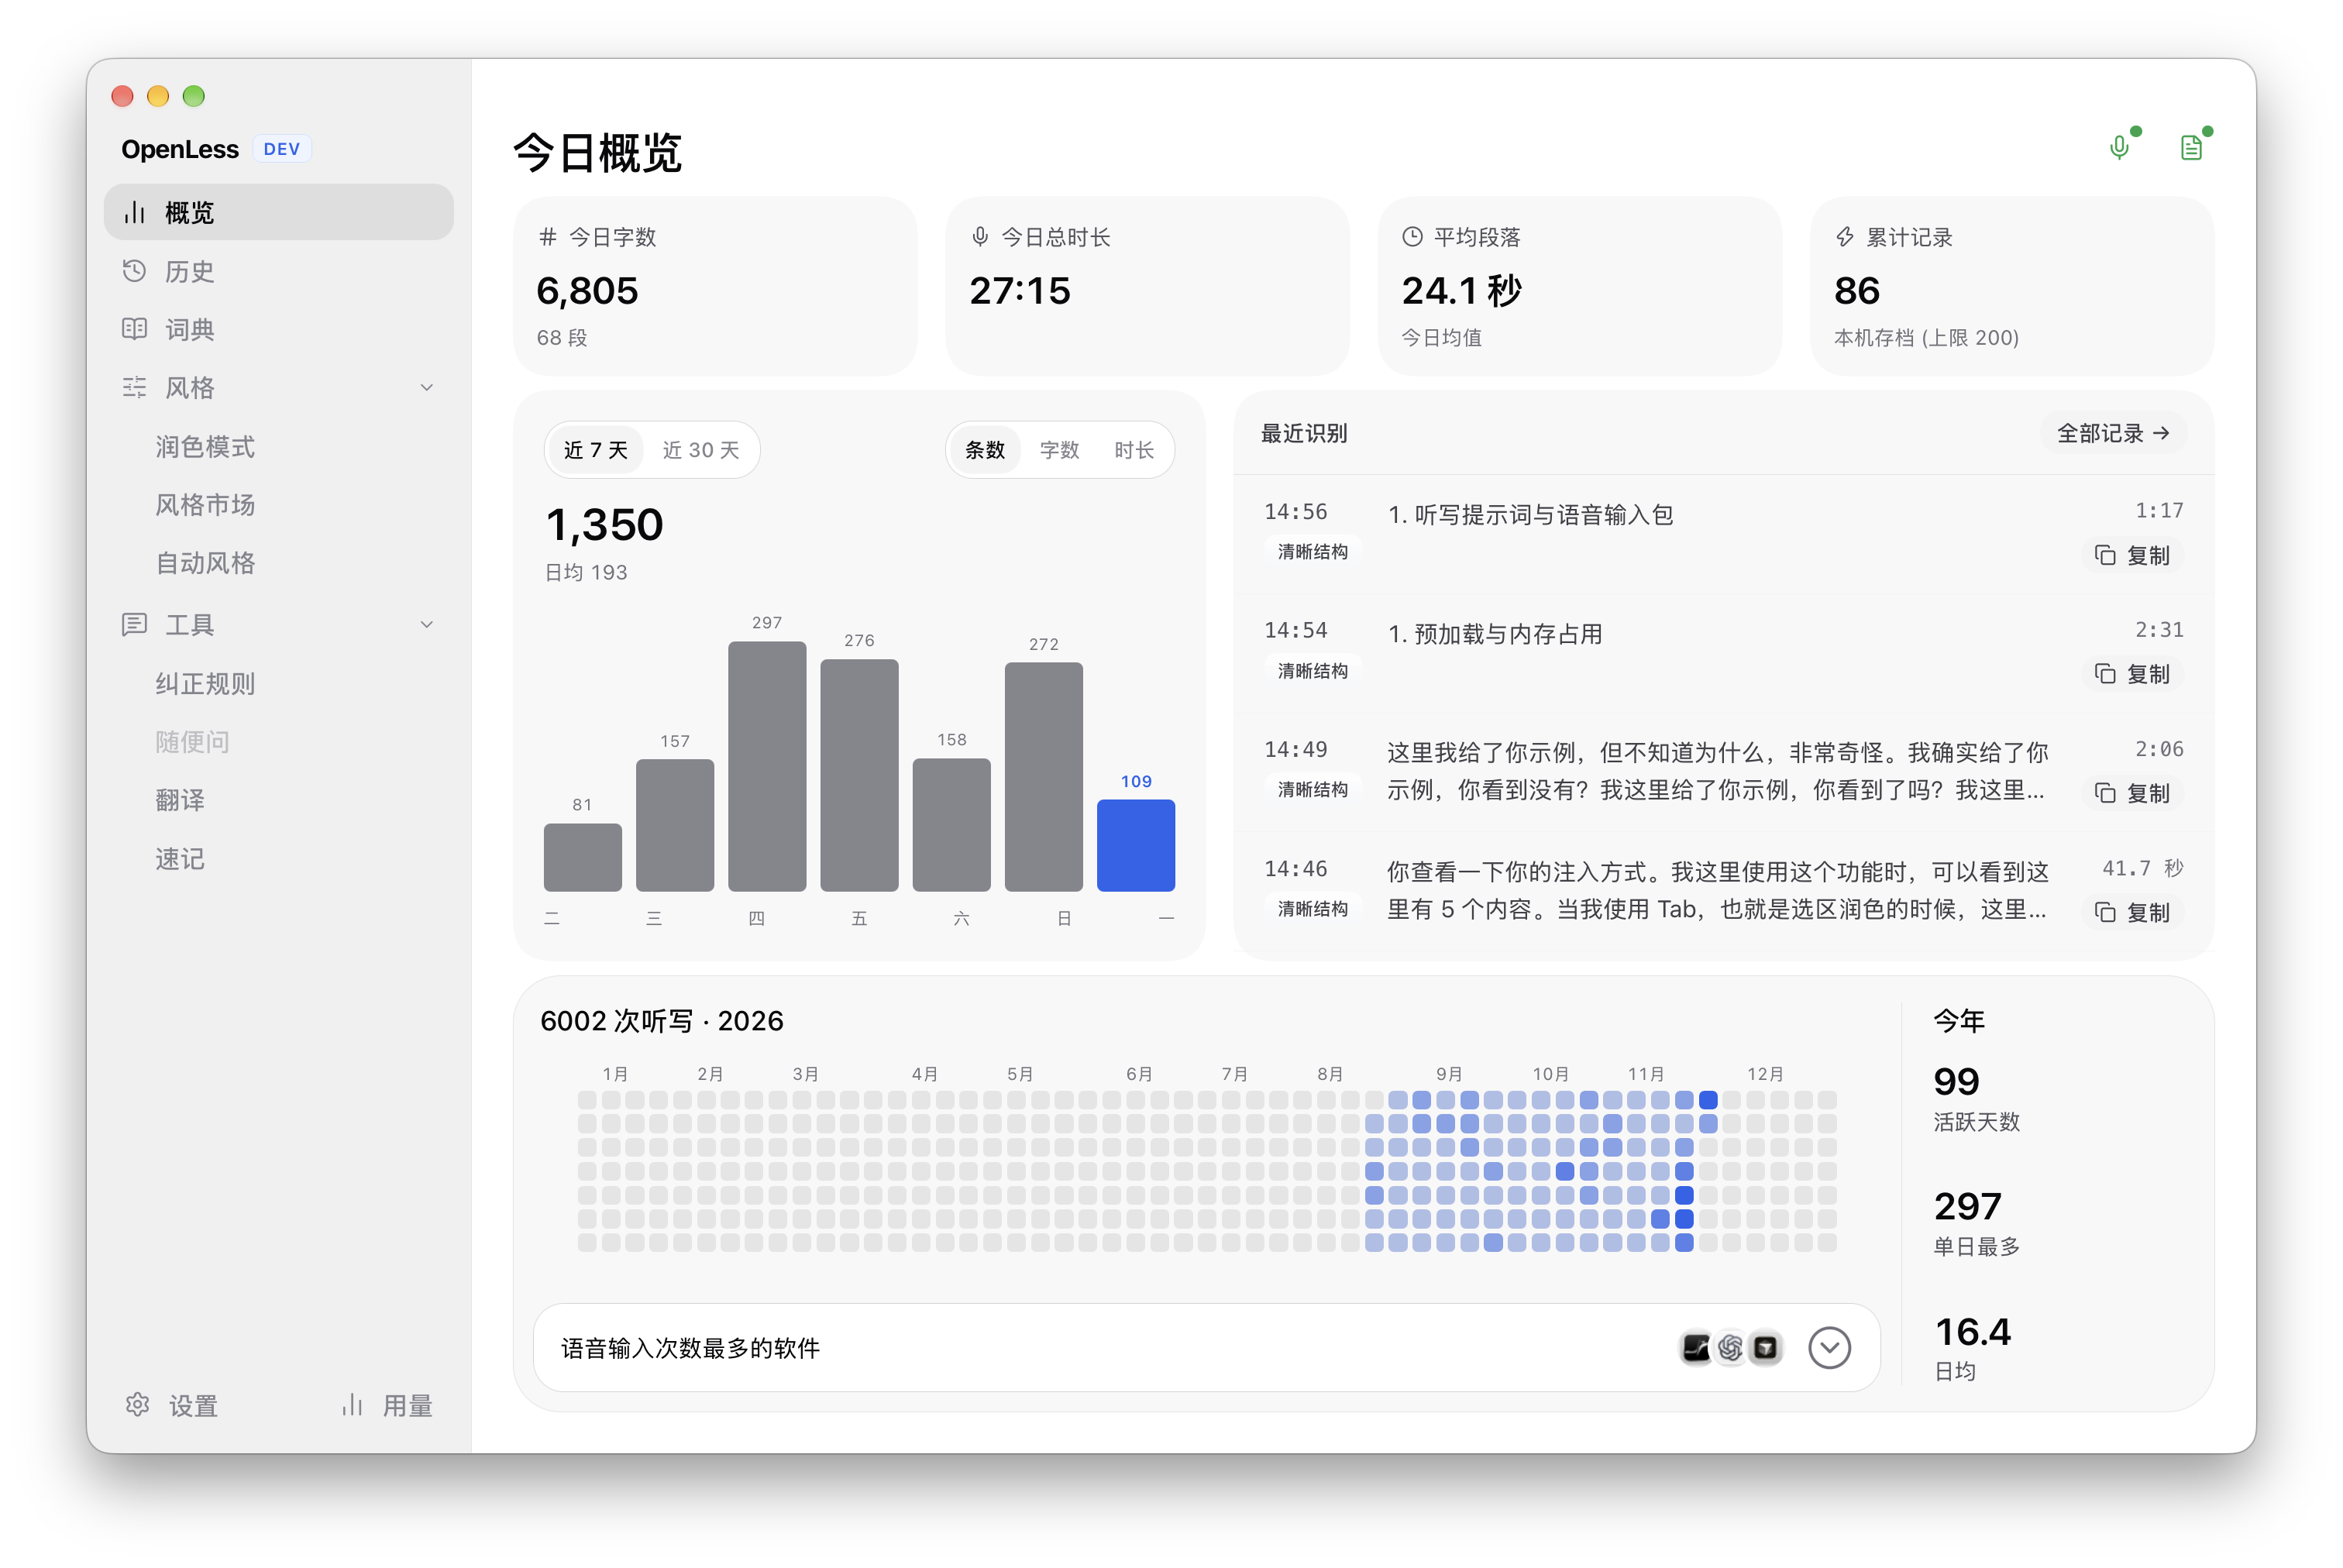 OpenLess DEV
概览
历史
词典
风格
润色模式
风格市场
自动风格
工具
纠正规则
随便问
翻译
速记
设置
用量
今日概览
今日字数
6,805
68 段
今日总时长
27:15
平均段落
24.1 秒
今日均值
累计记录
86
本机存档 (上限 200)
近 7 天 近 30 天
条数 字数 时长
1,350
日均 193
81
157
297
276
158
272
109
二 三 四 五 六 日 一
最近识别
全部记录 →
14:56
清晰结构
1. 听写提示词与语音输入包
1:17
复制
14:54
清晰结构
1. 预加载与内存占用
2:31
复制
14:49
清晰结构
这里我给了你示例，但不知道为什么，非常奇怪。我确实给了你
示例，你看到没有？我这里给了你示例，你看到了吗？我这里...
2:06
复制
14:46
清晰结构
你查看一下你的注入方式。我这里使用这个功能时，可以看到这
里有 5 个内容。当我使用 Tab，也就是选区润色的时候，这里...
41.7 秒
复制
6002 次听写 · 2026
1月 2月 3月 4月 5月 6月 7月 8月 9月 10月 11月 12月
语音输入次数最多的软件
今年
99
活跃天数
297
单日最多
16.4
日均